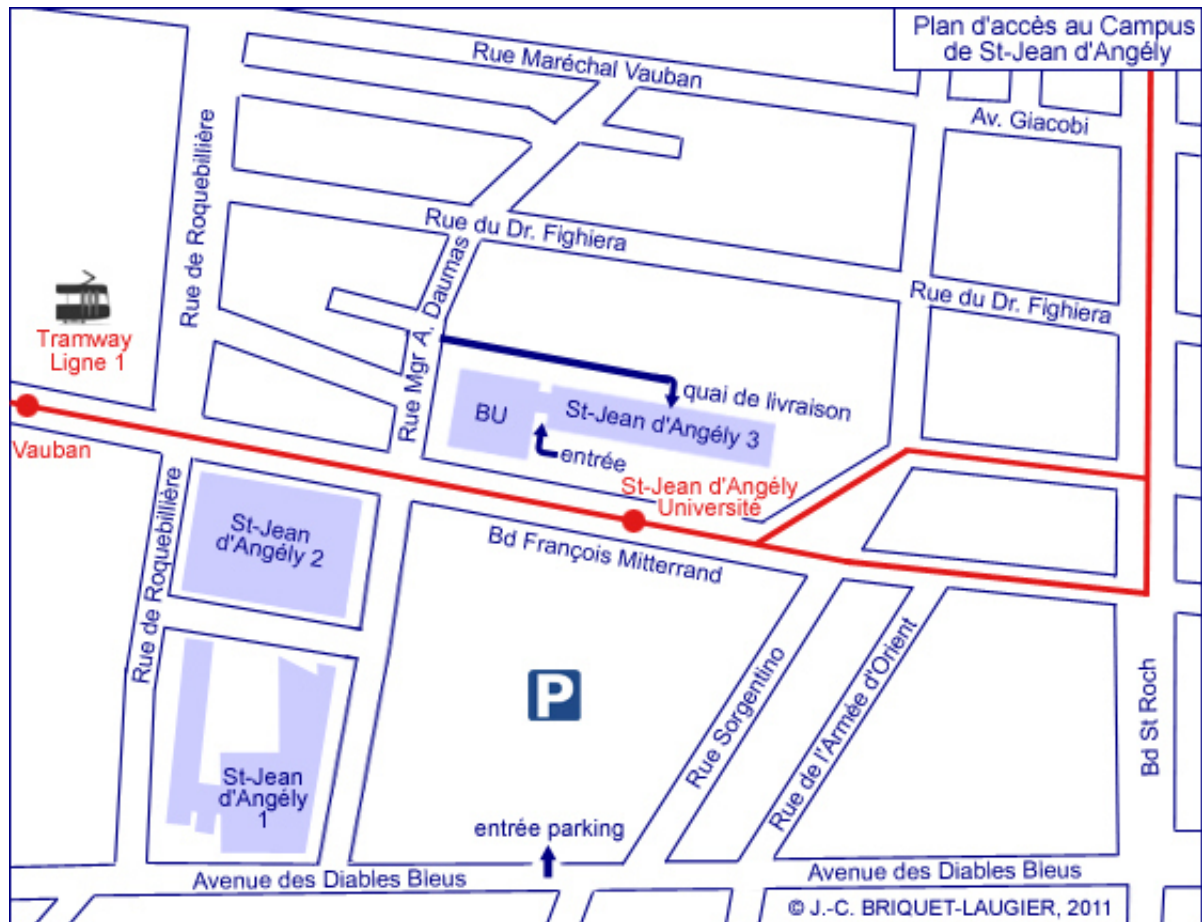 Plan d'accès au Campus
de St-Jean d'Angély
Rue Maréchal Vauban
Av. Giacobi
Rue de Roquebillière
Rue du Dr. Fighiera
Rue du Dr. Fighiera
Rue Mgr A. Daumas
Tramway
Ligne 1
Vauban
quai de livraison
BU
St-Jean d'Angély 3
entrée
St-Jean d'Angély
Université
Bd François Mitterrand
St-Jean
d'Angély 2
Rue de Roquebillière
P
Rue Sorgentino
Rue de l'Armée d'Orient
Bd St Roch
St-Jean
d'Angély
1
entrée parking
Avenue des Diables Bleus
Avenue des Diables Bleus
© J.-C. BRIQUET-LAUGIER, 2011